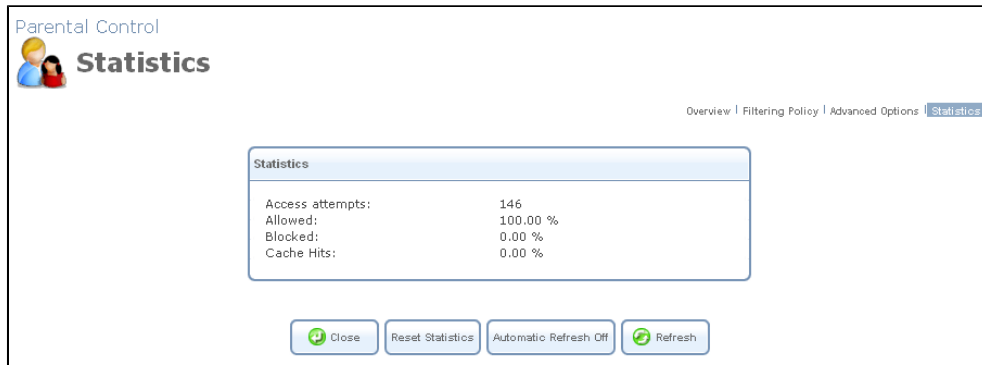 Parental Control
Statistics
Overview | Filtering Policy | Advanced Options | Statistics
Statistics
Access attempts: 146
Allowed: 100.00 %
Blocked: 0.00 %
Cache Hits: 0.00 %
Close Reset Statistics Automatic Refresh Off Refresh